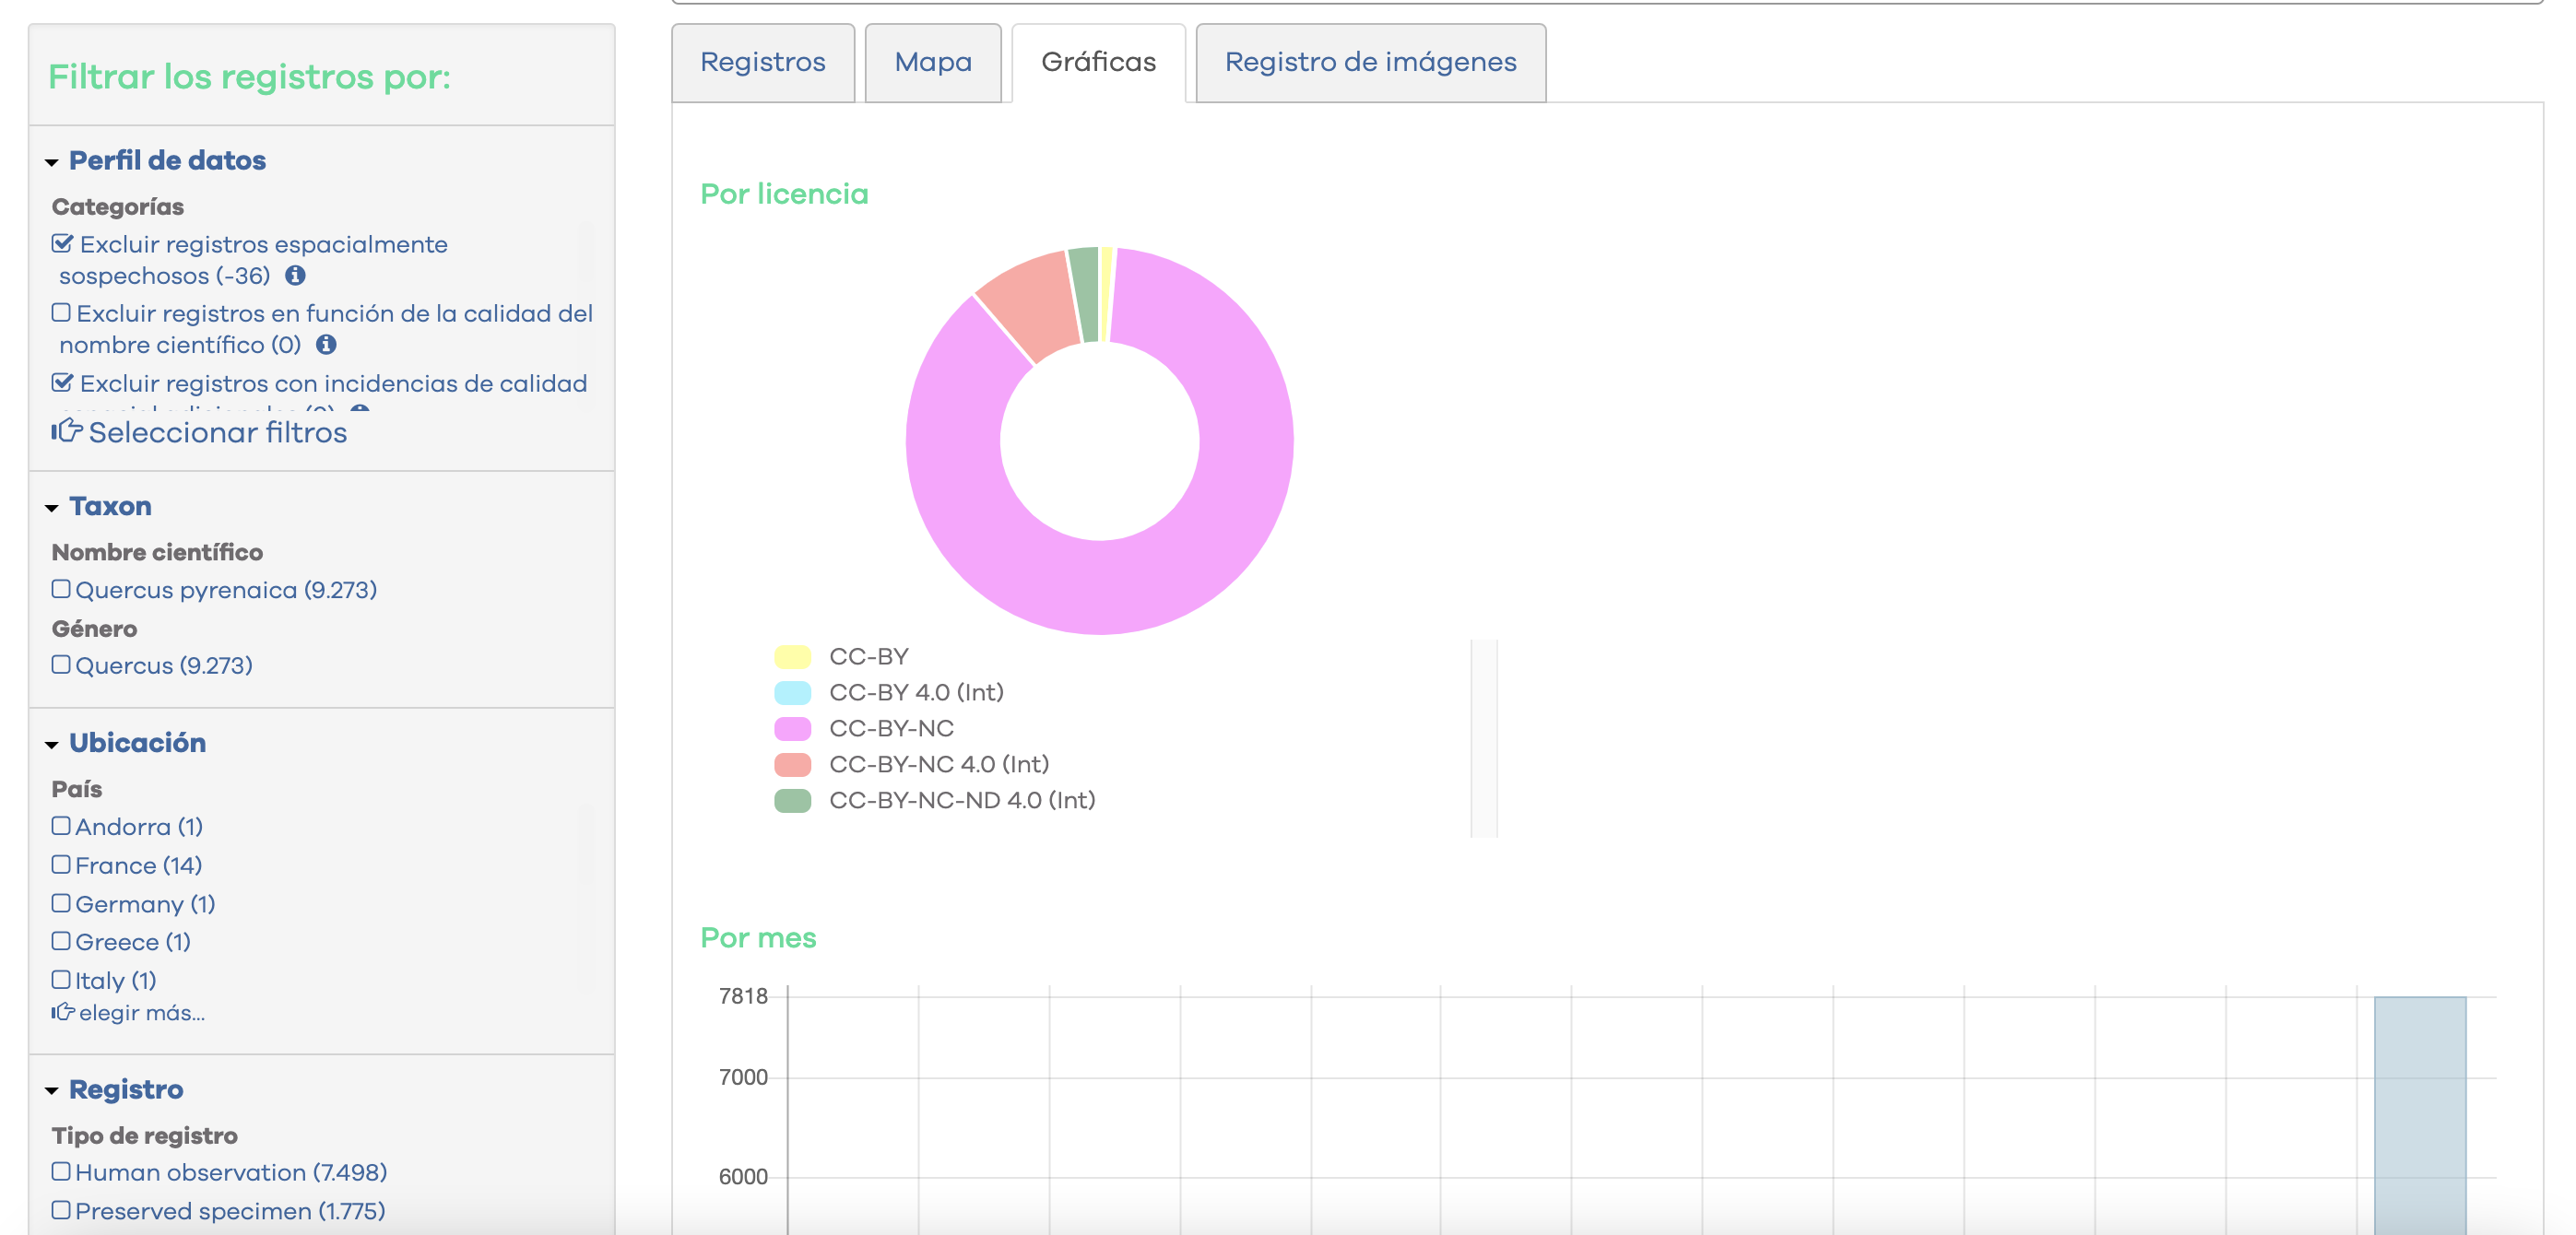 Filtrar los registros por:
Perfil de datos
Categorías
Excluir registros espacialmente
sospechosos (-36)
Excluir registros en función de la calidad del
nombre científico (0)
Excluir registros con incidencias de calidad
Seleccionar filtros
Taxon
Nombre científico
Quercus pyrenaica (9.273)
Género
Quercus (9.273)
Ubicación
País
Andorra (1)
France (14)
Germany (1)
Greece (1)
Italy (1)
elegir más...
Registro
Tipo de registro
Human observation (7.498)
Preserved specimen (1.775)
Registros
Mapa
Gráficas
Registro de imágenes
Por licencia
CC-BY
CC-BY 4.0 (Int)
CC-BY-NC
CC-BY-NC 4.0 (Int)
CC-BY-NC-ND 4.0 (Int)
Por mes
7818
7000
6000